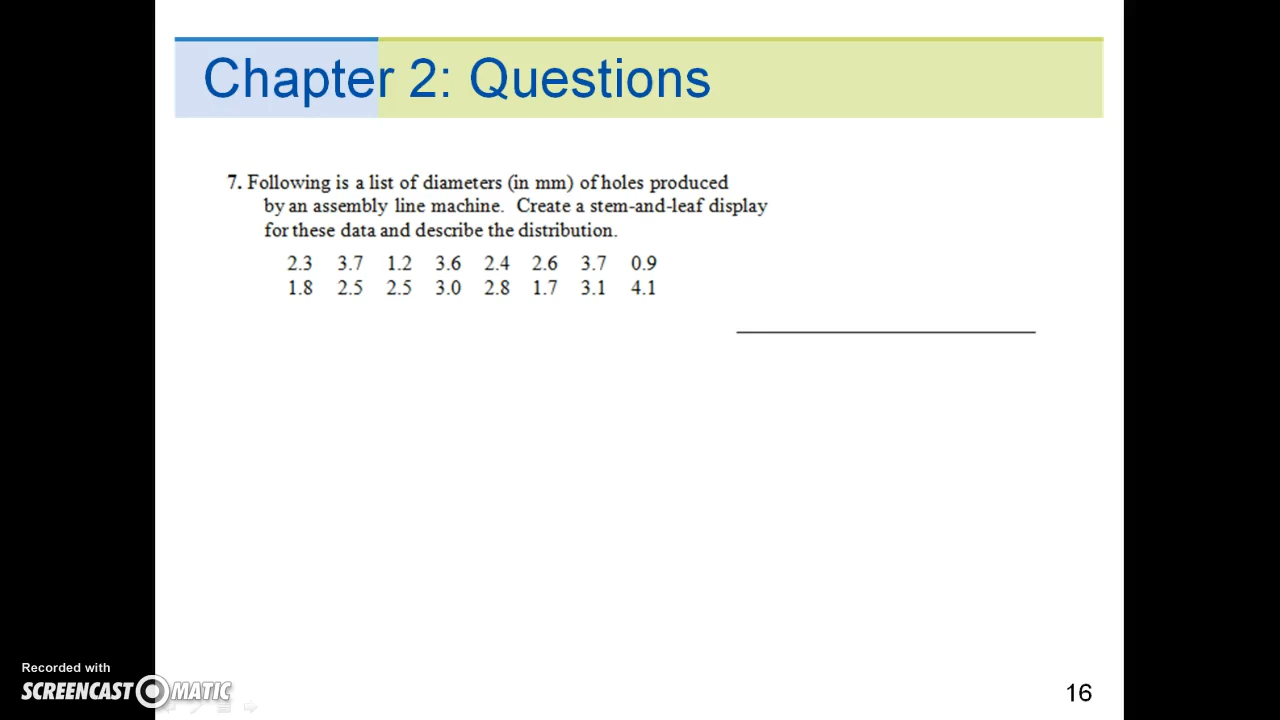 Chapter 2: Questions
7. Following is a list of diameters (in mm) of holes produced
by an assembly line machine. Create a stem-and-leaf display
for these data and describe the distribution.
2.3 3.7 1.2 3.6 2.4 2.6 3.7 0.9
1.8 2.5 2.5 3.0 2.8 1.7 3.1 4.1
Recorded with
SCREENCAST MATIC
16